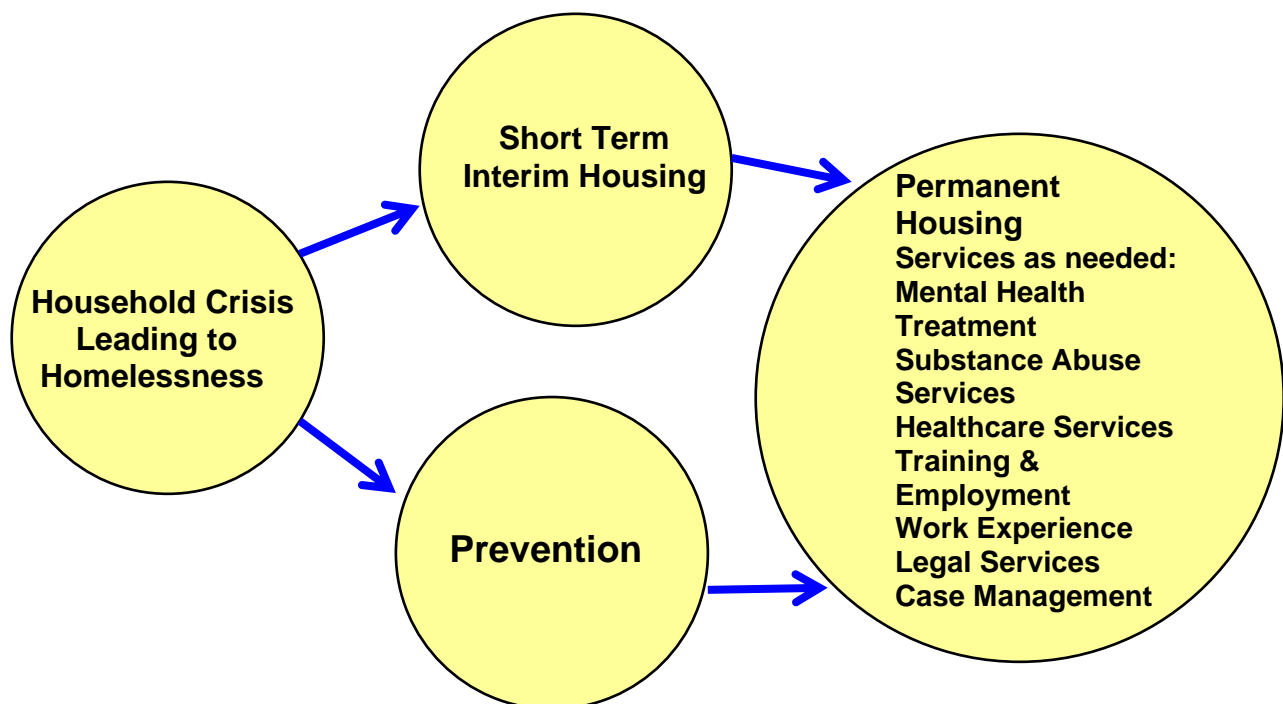 Short Term
Interim Housing
Household Crisis
Leading to
Homelessness
Prevention
Permanent
Housing
Services as needed:
Mental Health
Treatment
Substance Abuse
Services
Healthcare Services
Training &
Employment
Work Experience
Legal Services
Case Management